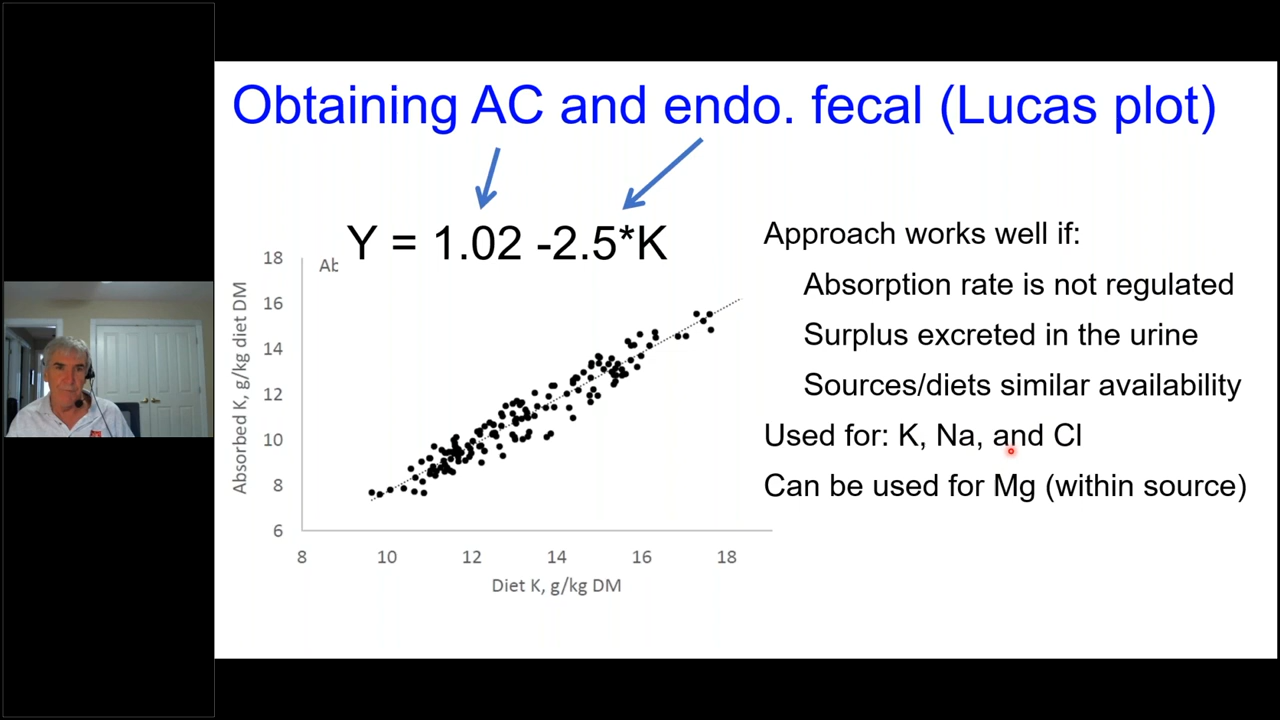 Obtaining AC and endo. fecal (Lucas plot)
Y = 1.02 -2.5*K
Ab
18
16
14
12
10
8
6
8 10 12 14 16 18
Absorbed K, g/kg diet DM
Diet K, g/kg DM
Approach works well if:
Absorption rate is not regulated
Surplus excreted in the urine
Sources/diets similar availability
Used for: K, Na, and Cl
Can be used for Mg (within source)